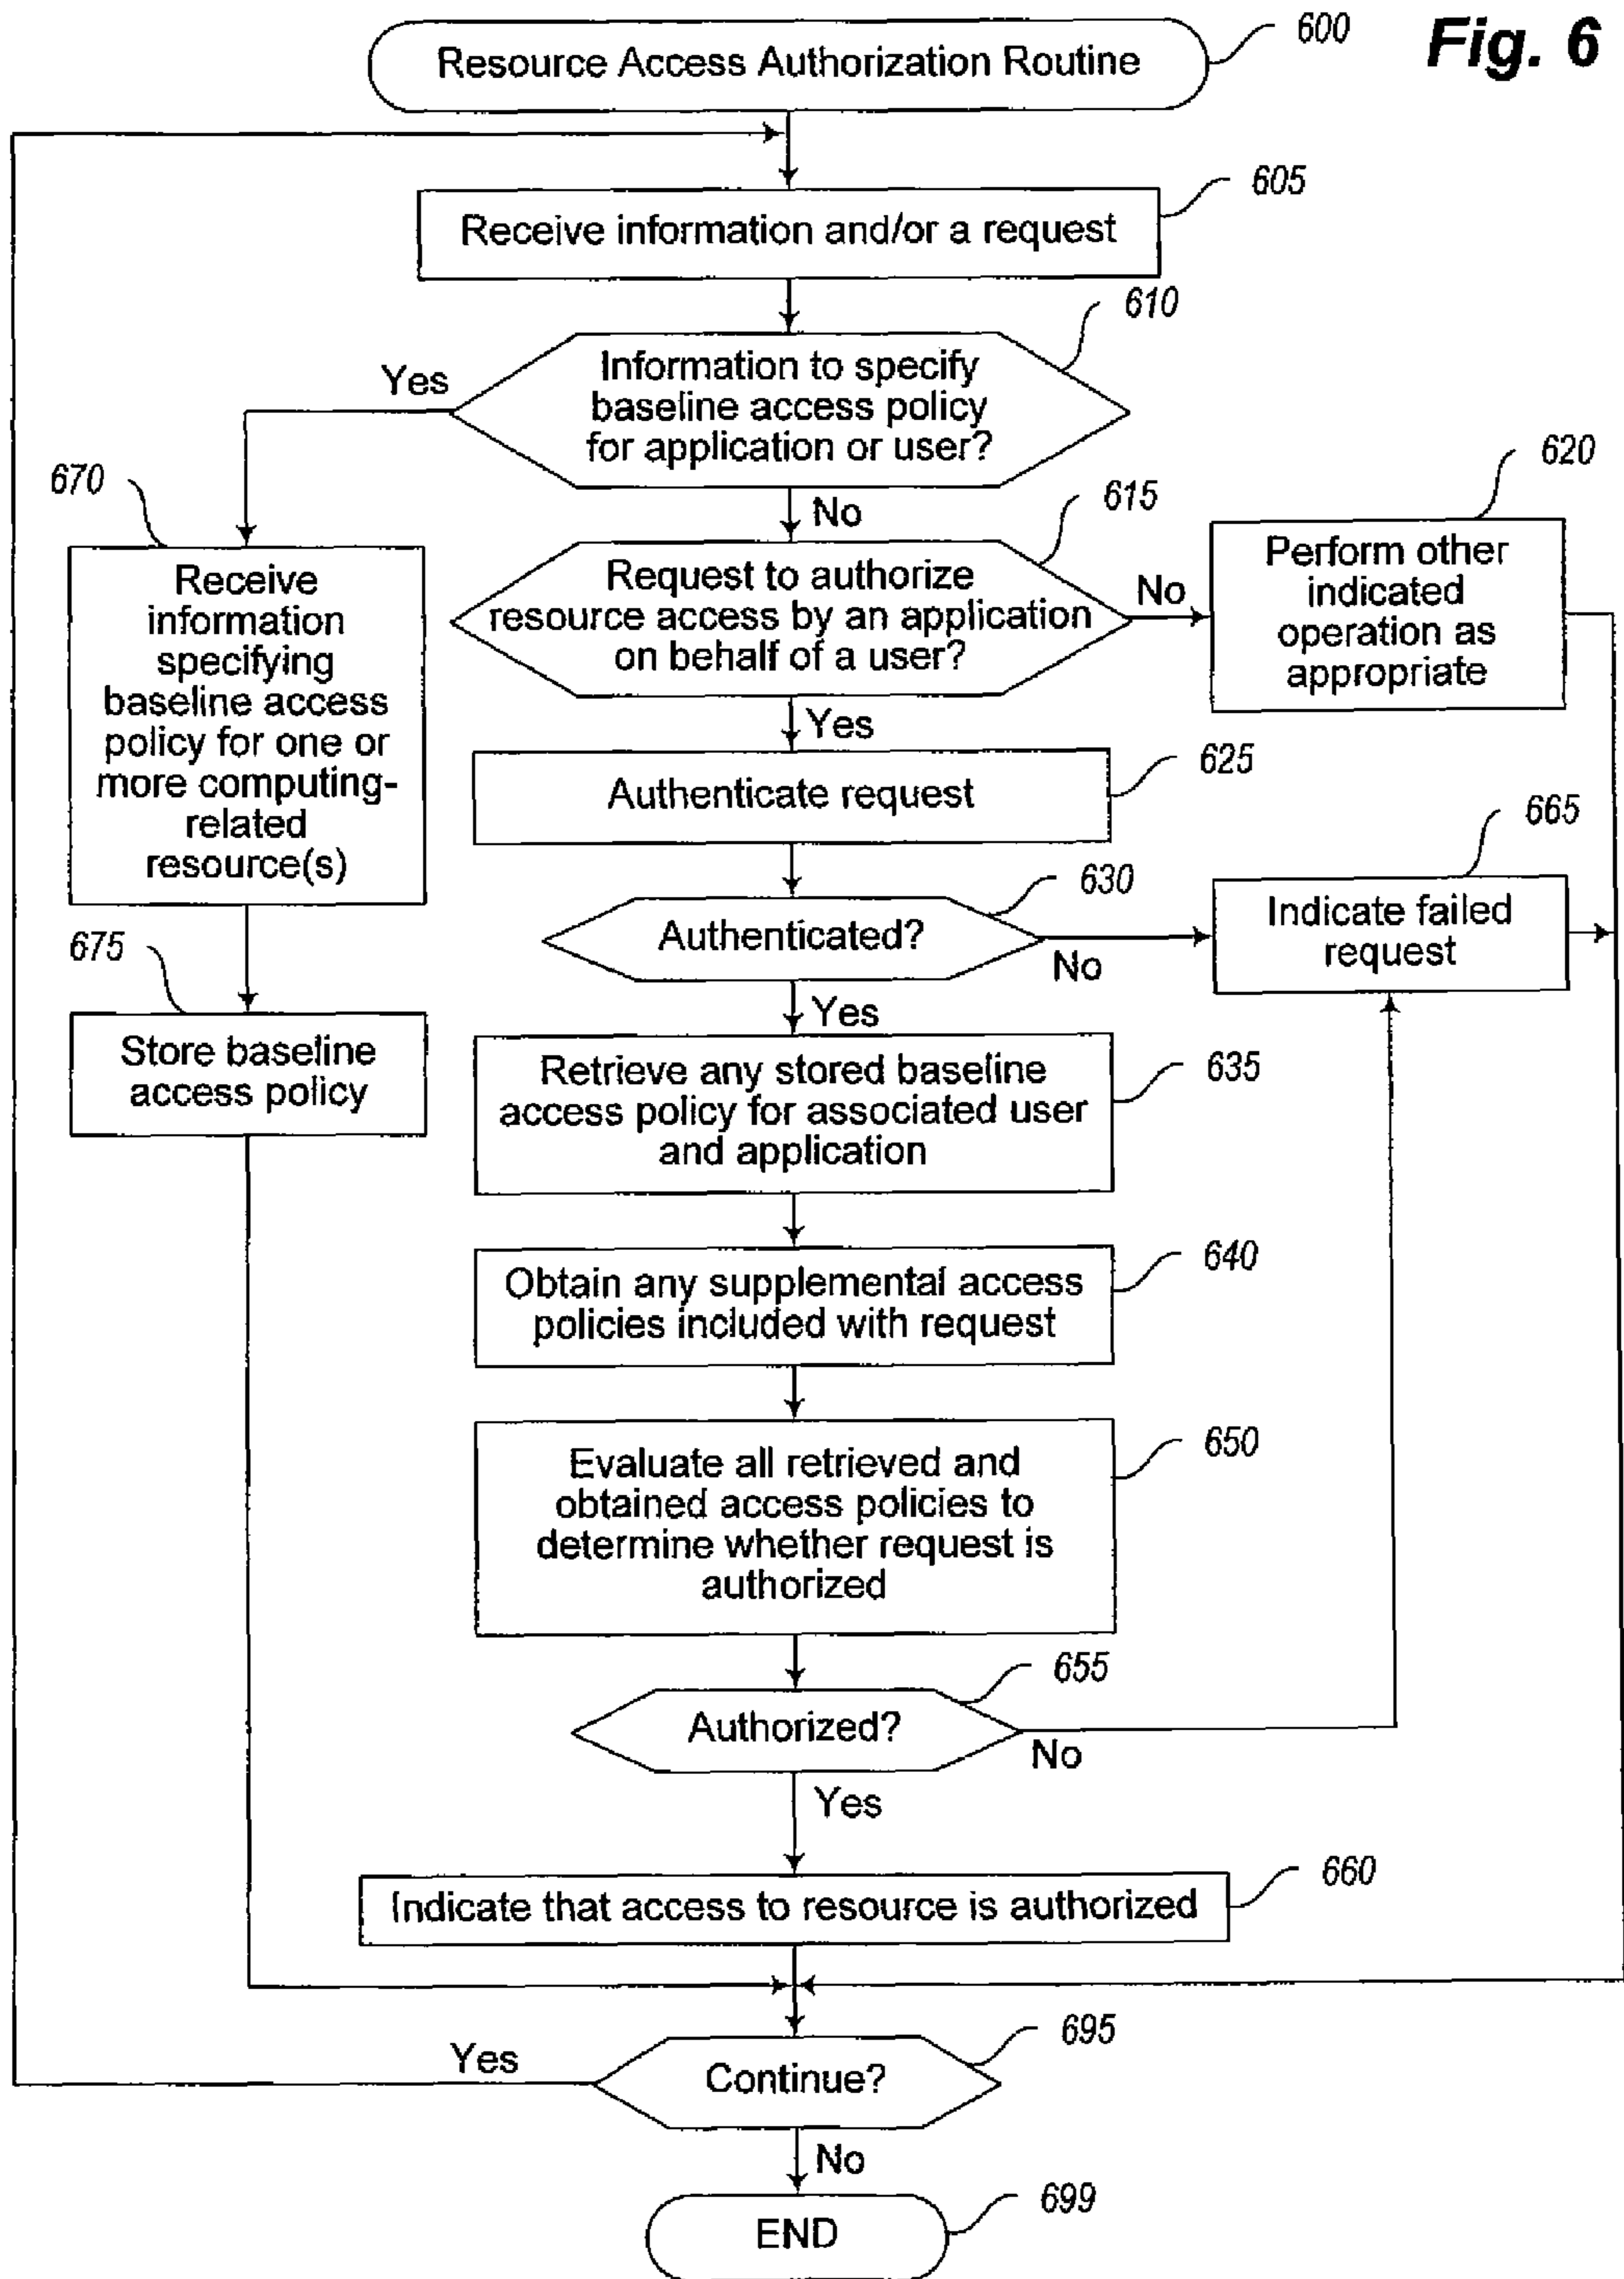 Fig. 6
600
Resource Access Authorization Routine
605
Receive information and/or a request
610
Information to specify
baseline access policy
for application or user?
Yes
No
670
Receive
information
specifying
baseline access
policy for one or
more computing-
related
resource(s)
615
Request to authorize
resource access by an application
on behalf of a user?
No
Yes
620
Perform other
indicated
operation as
appropriate
625
Authenticate request
630
Authenticated?
No
Yes
665
Indicate failed
request
675
Store baseline
access policy
635
Retrieve any stored baseline
access policy for associated user
and application
640
Obtain any supplemental access
policies included with request
650
Evaluate all retrieved and
obtained access policies to
determine whether request is
authorized
655
Authorized?
No
Yes
660
Indicate that access to resource is authorized
695
Continue?
Yes
No
699
END